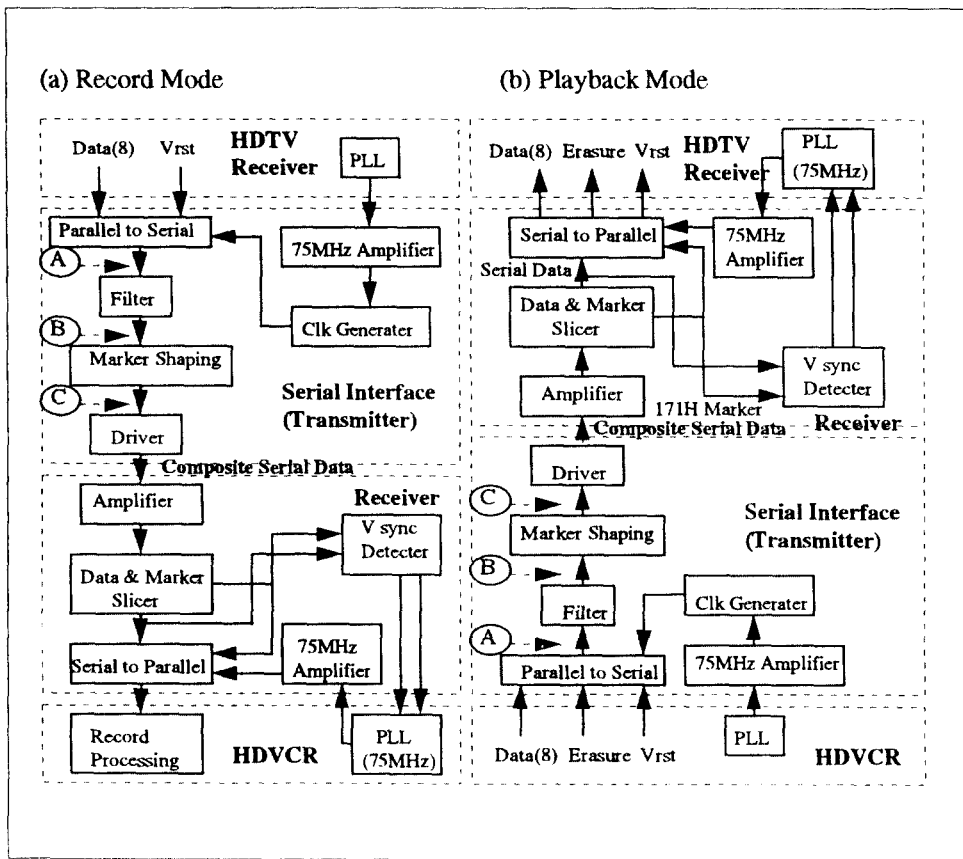 (a) Record Mode
Data(8)
Vrst
HDTV
Receiver
PLL
Parallel to Serial
75MHz Amplifier
A
Filter
Clk Generater
B
Marker Shaping
Serial Interface
(Transmitter)
C
Driver
Composite Serial Data
Amplifier
Receiver
V sync
Detecter
Data & Marker
Slicer
Serial to Parallel
75MHz
Amplifier
Record
Processing
HDVCR
PLL
(75MHz)
(b) Playback Mode
Data(8)
Erasure
Vrst
HDTV
Receiver
PLL
(75MHz)
Serial to Parallel
75MHz
Amplifier
Serial Data
Data & Marker
Slicer
V sync
Detecter
Amplifier
171H Marker
Receiver
Composite Serial Data
Driver
C
Marker Shaping
Serial Interface
(Transmitter)
B
Filter
Clk Generater
A
Parallel to Serial
75MHz Amplifier
Data(8)
Erasure
Vrst
PLL
HDVCR